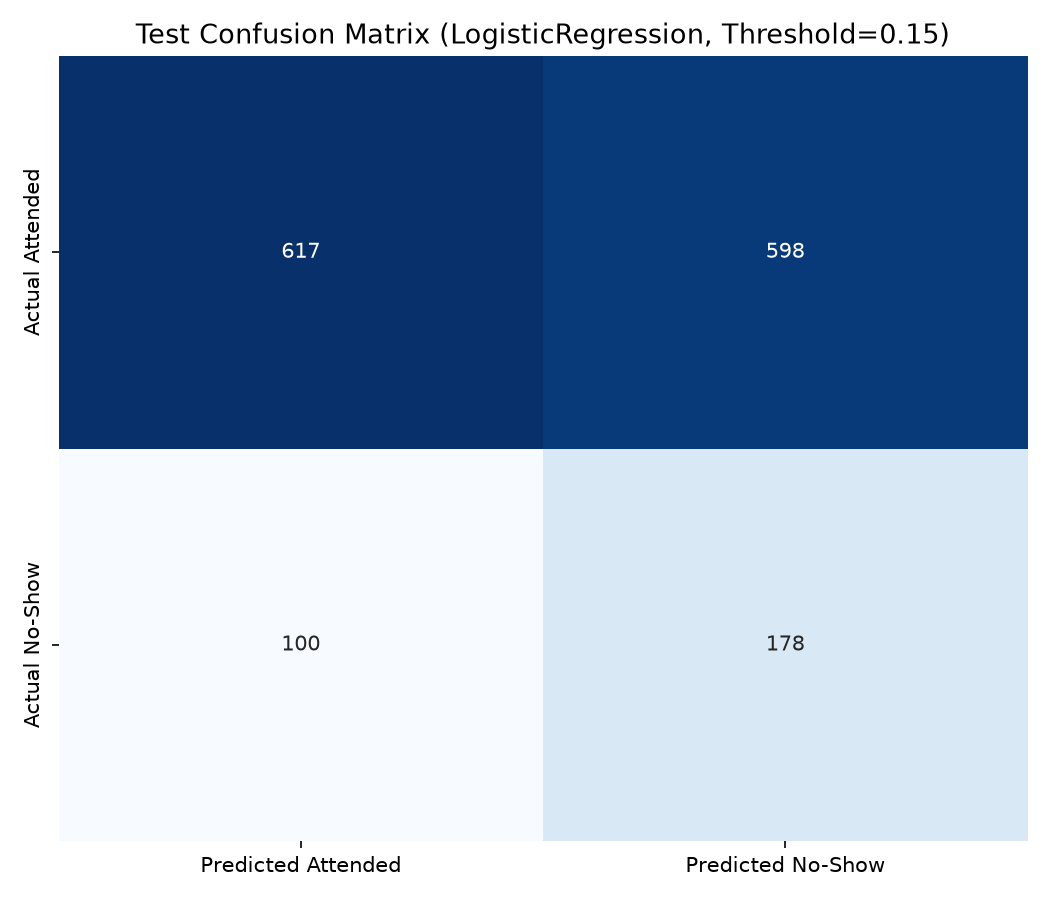 Test Confusion Matrix (LogisticRegression, Threshold=0.15)
Actual Attended
617
598
Actual No-Show
100
178
Predicted Attended
Predicted No-Show